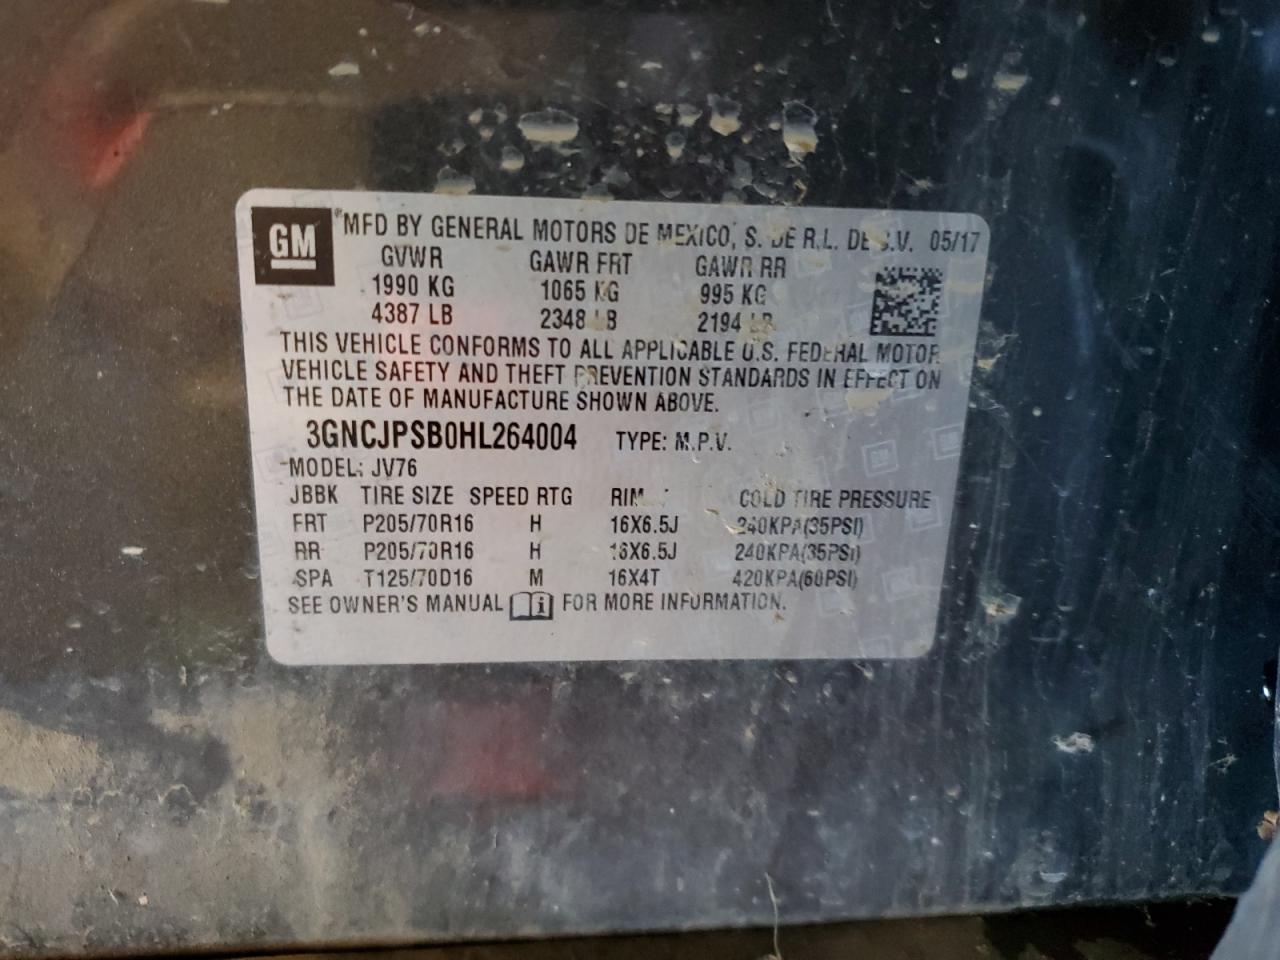 GM ® MFD BY GENERAL MOTORS DE MEXICO, S. DE R.L. DE S.V. 05/17
GVWR GAWR FRT GAWR RR
1990 KG 1065 KG 995 KG
4387 LB 2348 LB 2194 LB
THIS VEHICLE CONFORMS TO ALL APPLICABLE U.S. FEDERAL MOTOR
VEHICLE SAFETY AND THEFT PREVENTION STANDARDS IN EFFECT ON
THE DATE OF MANUFACTURE SHOWN ABOVE.
3GNCJPSB0HL264004 TYPE: M.P.V.
MODEL: JV76
JBBK TIRE SIZE SPEED RTG RIM COLD TIRE PRESSURE
FRT P205/70R16 H 16X6.5J 240KPA(35PSI)
RR P205/70R16 H 16X6.5J 240KPA(35PSI)
SPA T125/70D16 M 16X4T 420KPA(60PSI)
SEE OWNER'S MANUAL FOR MORE INFORMATION.